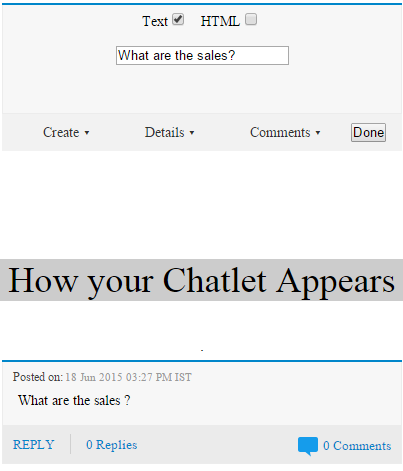 Text HTML
What are the sales?
Create ▾ Details ▾ Comments ▾ Done
How your Chatlet Appears
.
Posted on: 18 Jun 2015 03:27 PM IST
What are the sales ?
REPLY 0 Replies 0 Comments